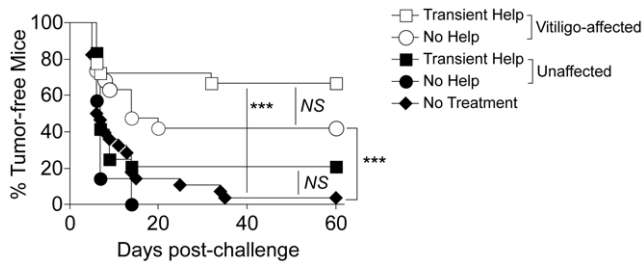 % Tumor-free Mice
100
80
60
40
20
0
0 20 40 60
Days post-challenge
***
NS
NS
***
Transient Help
No Help
Vitiligo-affected
Transient Help
No Help
Unaffected
No Treatment